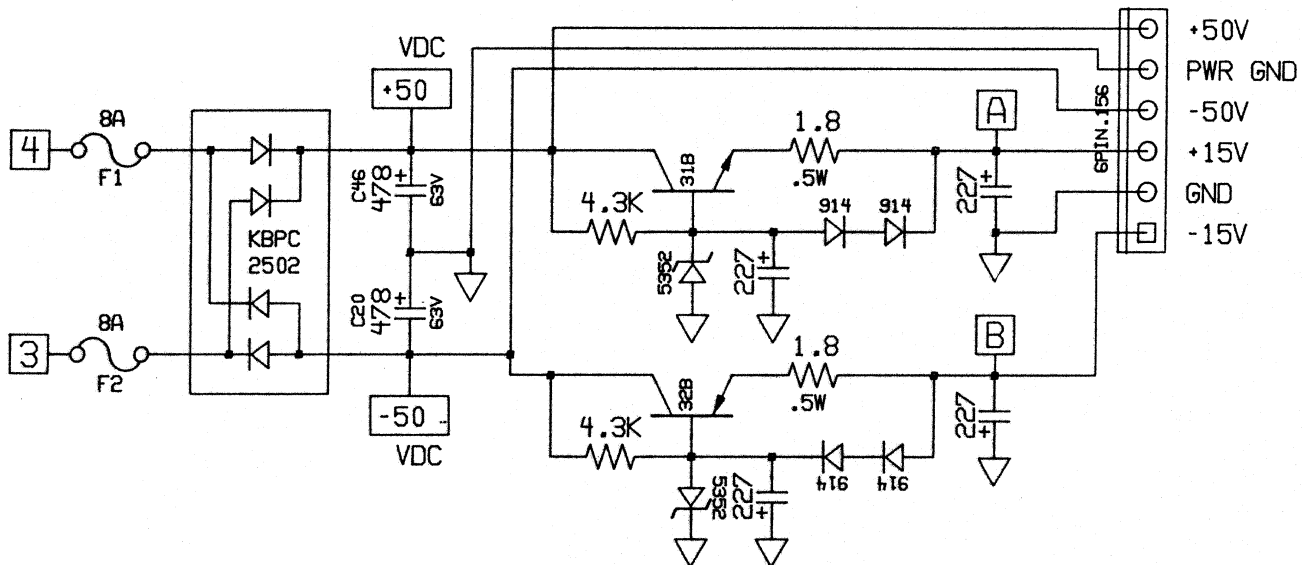 VDC
+50
4
8A
F1
KBPC
2502
C46
478
+
63V
C20
478
+
63V
3
8A
F2
-50
VDC
31B
1.8
.5W
4.3K
914
914
5352
227
+
A
227
+
32B
1.8
.5W
4.3K
914
914
5352
227
+
B
227
+
6PIN.156
+50V
PWR GND
-50V
+15V
GND
-15V